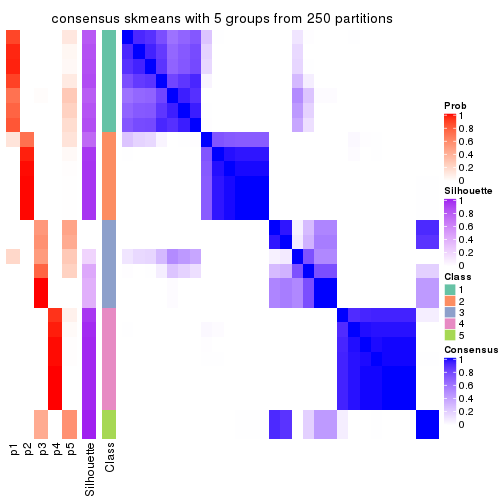 consensus skmeans with 5 groups from 250 partitions
Prob
1
0.8
0.6
0.4
0.2
0
Silhouette
1
0.8
0.6
0.4
0.2
0
Class
1
2
3
4
5
Consensus
1
0.8
0.6
0.4
0.2
0
p1
p2
p3
p4
p5
Silhouette
Class